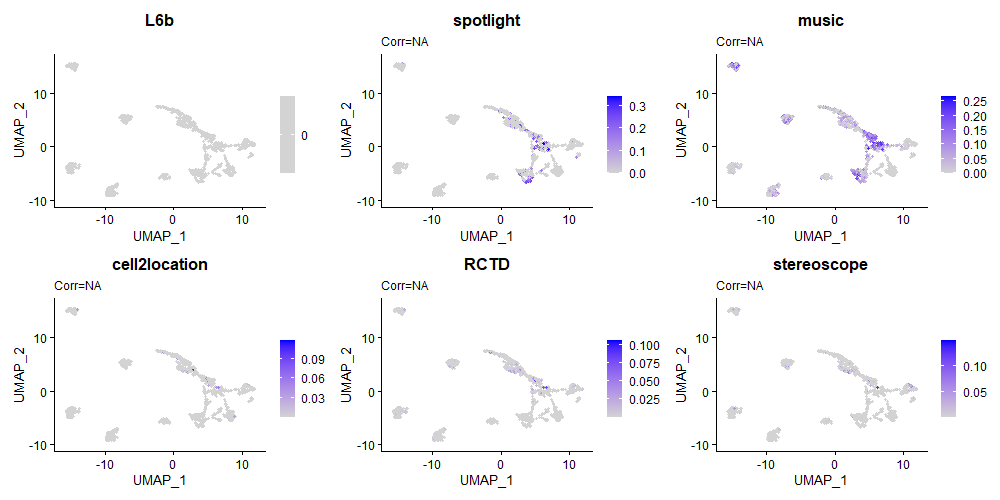 L6b
10
0
-10
UMAP_2
-10
0
10
UMAP_1
0
spotlight
Corr=NA
10
0
-10
UMAP_2
-10
0
10
UMAP_1
0.3
0.2
0.1
0.0
music
Corr=NA
10
0
-10
UMAP_2
-10
0
10
UMAP_1
0.25
0.20
0.15
0.10
0.05
0.00
cell2location
Corr=NA
10
0
-10
UMAP_2
-10
0
10
UMAP_1
0.09
0.06
0.03
RCTD
Corr=NA
10
0
-10
UMAP_2
-10
0
10
UMAP_1
0.100
0.075
0.050
0.025
stereoscope
Corr=NA
10
0
-10
UMAP_2
-10
0
10
UMAP_1
0.10
0.05